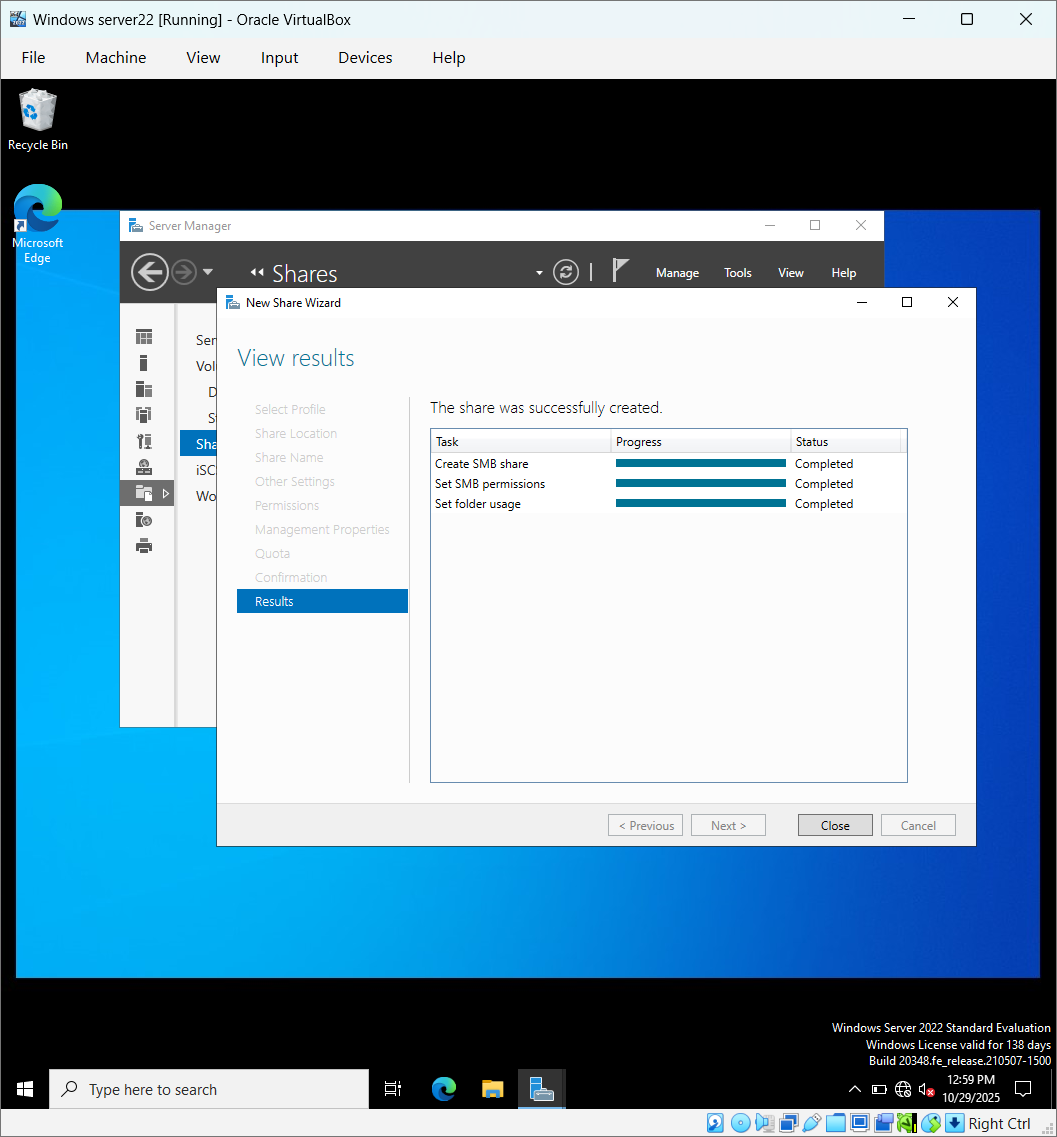 Windows server22 [Running] - Oracle VirtualBox
File Machine View Input Devices Help
Recycle Bin
Microsoft
Edge
Server Manager
Shares
Manage Tools View Help
New Share Wizard
Ser
Vol
D
S
Sha
iSC
Wo
View results
Select Profile
Share Location
Share Name
Other Settings
Permissions
Management Properties
Quota
Confirmation
Results
The share was successfully created.
Task Progress Status
Create SMB share Completed
Set SMB permissions Completed
Set folder usage Completed
< Previous Next > Close Cancel
Windows Server 2022 Standard Evaluation
Windows License valid for 138 days
Build 20348.fe_release.210507-1500
Type here to search
12:59 PM
10/29/2025
Right Ctrl